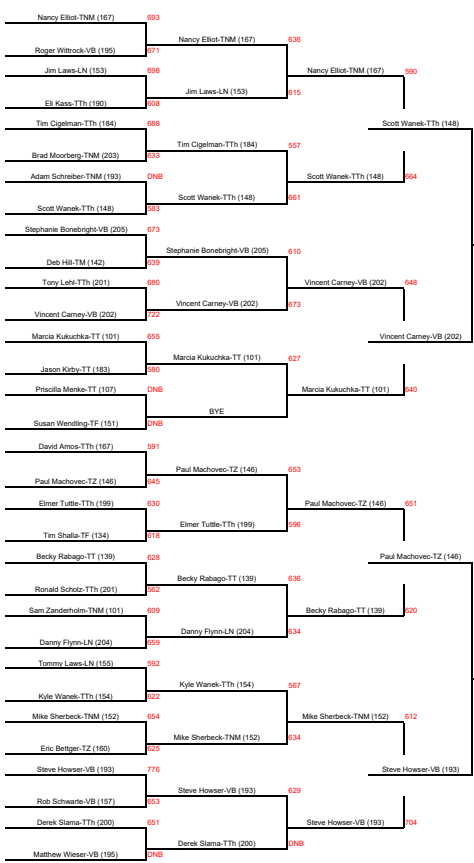 Nancy Elliot-TNM (167) 693
Roger Wittrock-VB (195) 671
Jim Laws-LN (153) 698
Eli Kass-TTh (190) 608
Tim Cigelman-TTh (184) 688
Brad Moorberg-TNM (203) 633
Adam Schreiber-TNM (193) DNB
Scott Wanek-TTh (148) 583
Stephanie Bonebright-VB (205) 673
Deb Hill-TM (142) 639
Tony Lehl-TTh (201) 680
Vincent Carney-VB (202) 722
Marcia Kukuchka-TT (101) 655
Jason Kirby-TT (183) 580
Priscilla Menke-TT (107) DNB
Susan Wendling-TF (151) DNB
David Amos-TTh (167) 591
Paul Machovec-TZ (146) 645
Elmer Tuttle-TTh (199) 630
Tim Shalla-TF (134) 618
Becky Rabago-TT (139) 628
Ronald Scholz-TTh (201) 562
Sam Zanderholm-TNM (101) 609
Danny Flynn-LN (204) 659
Tommy Laws-LN (155) 592
Kyle Wanek-TTh (154) 622
Mike Sherbeck-TNM (152) 654
Eric Bettger-TZ (160) 625
Steve Howser-VB (193) 776
Rob Schwarte-VB (157) 653
Derek Slama-TTh (200) 651
Matthew Wieser-VB (195) DNB
Nancy Elliot-TNM (167) 636
Jim Laws-LN (153) 615
Tim Cigelman-TTh (184) 557
Scott Wanek-TTh (148) 661
Stephanie Bonebright-VB (205) 610
Vincent Carney-VB (202) 673
Marcia Kukuchka-TT (101) 627
BYE
Paul Machovec-TZ (146) 653
Elmer Tuttle-TTh (199) 596
Becky Rabago-TT (139) 636
Danny Flynn-LN (204) 634
Kyle Wanek-TTh (154) 567
Mike Sherbeck-TNM (152) 634
Steve Howser-VB (193) 629
Derek Slama-TTh (200) DNB
Nancy Elliot-TNM (167) 590
Scott Wanek-TTh (148) 664
Vincent Carney-VB (202) 648
Marcia Kukuchka-TT (101) 640
Paul Machovec-TZ (146) 651
Becky Rabago-TT (139) 620
Mike Sherbeck-TNM (152) 612
Steve Howser-VB (193) 704
Scott Wanek-TTh (148)
Vincent Carney-VB (202)
Paul Machovec-TZ (146)
Steve Howser-VB (193)